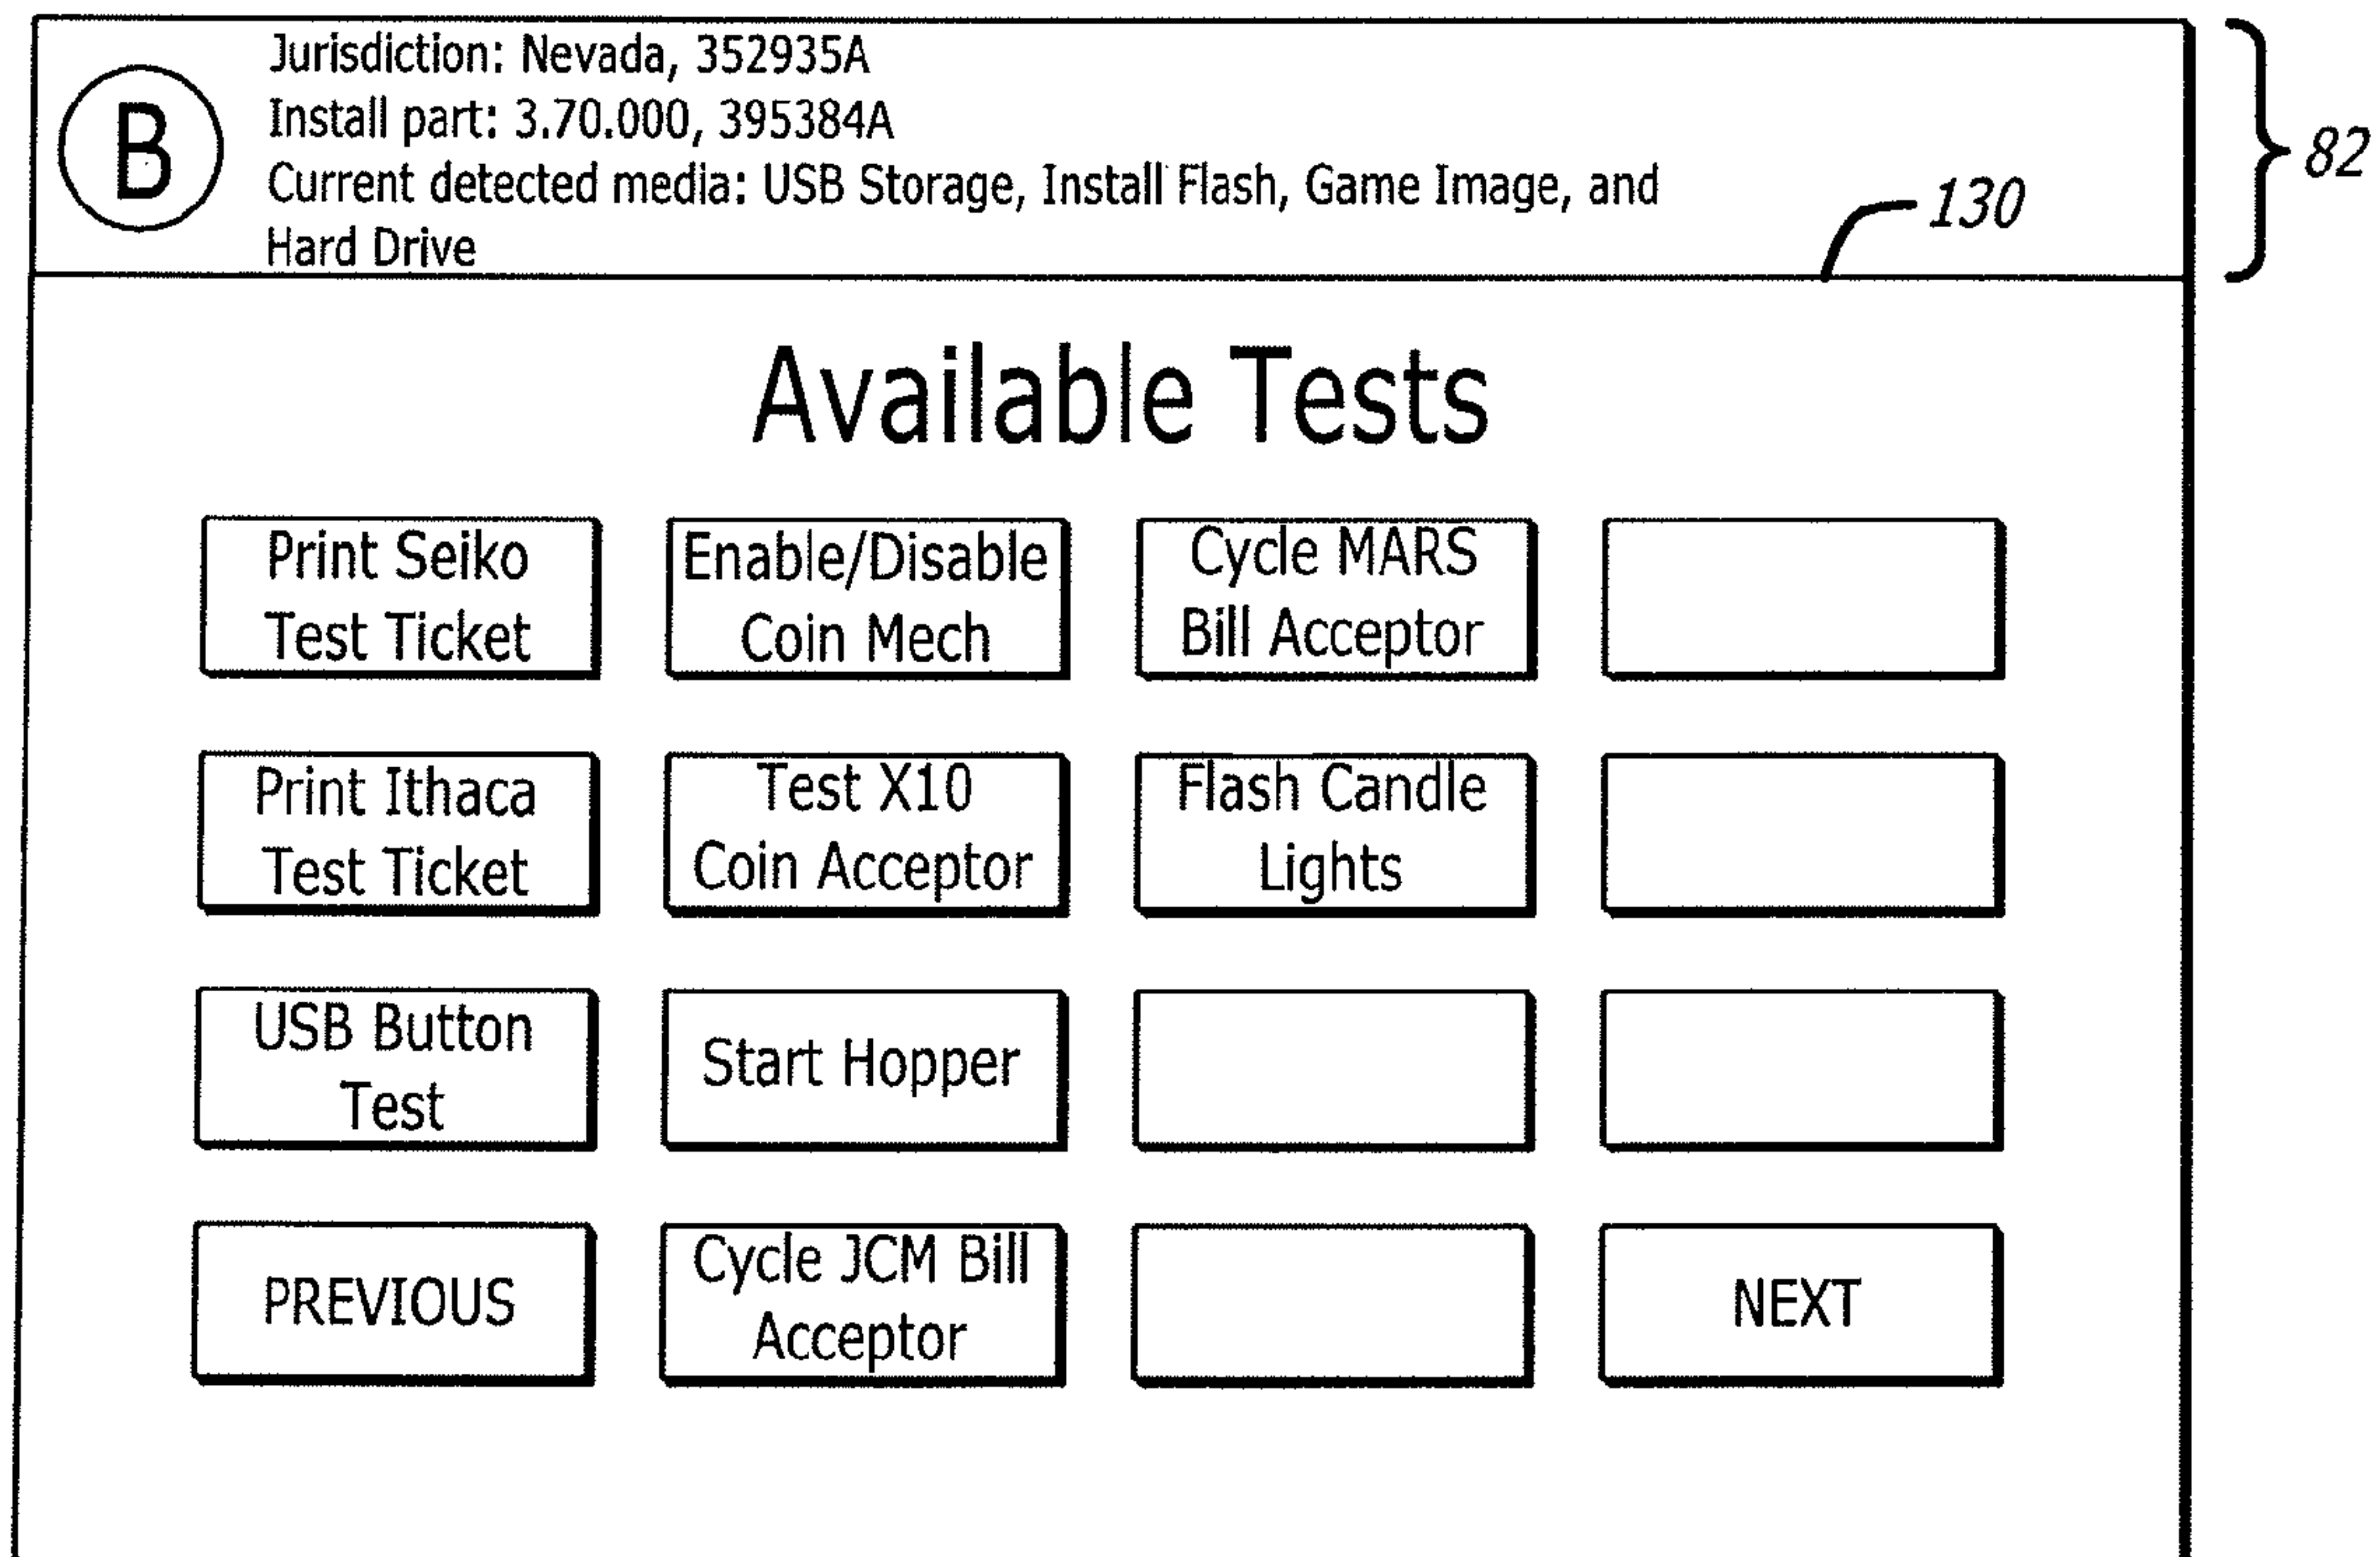 B
Jurisdiction: Nevada, 352935A
Install part: 3.70.000, 395384A
Current detected media: USB Storage, Install Flash, Game Image, and
Hard Drive
82
130
Available Tests
Print Seiko
Test Ticket
Enable/Disable
Coin Mech
Cycle MARS
Bill Acceptor
Print Ithaca
Test Ticket
Test X10
Coin Acceptor
Flash Candle
Lights
USB Button
Test
Start Hopper
PREVIOUS
Cycle JCM Bill
Acceptor
NEXT